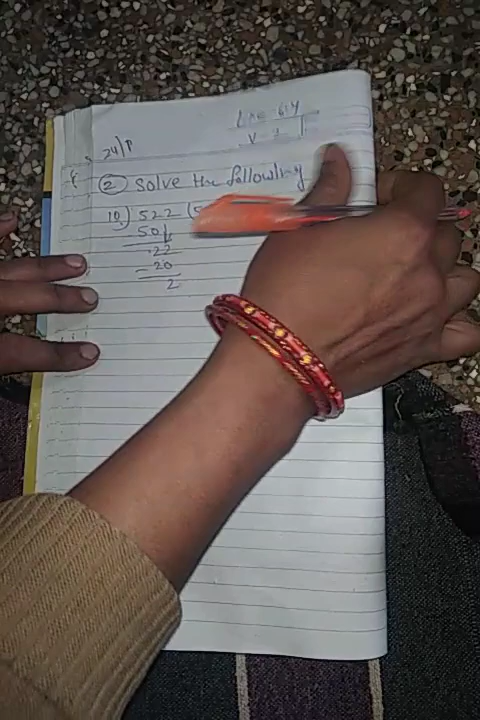 24/P
② Solve the following
10) 522 (5
50↓
22
- 20
2